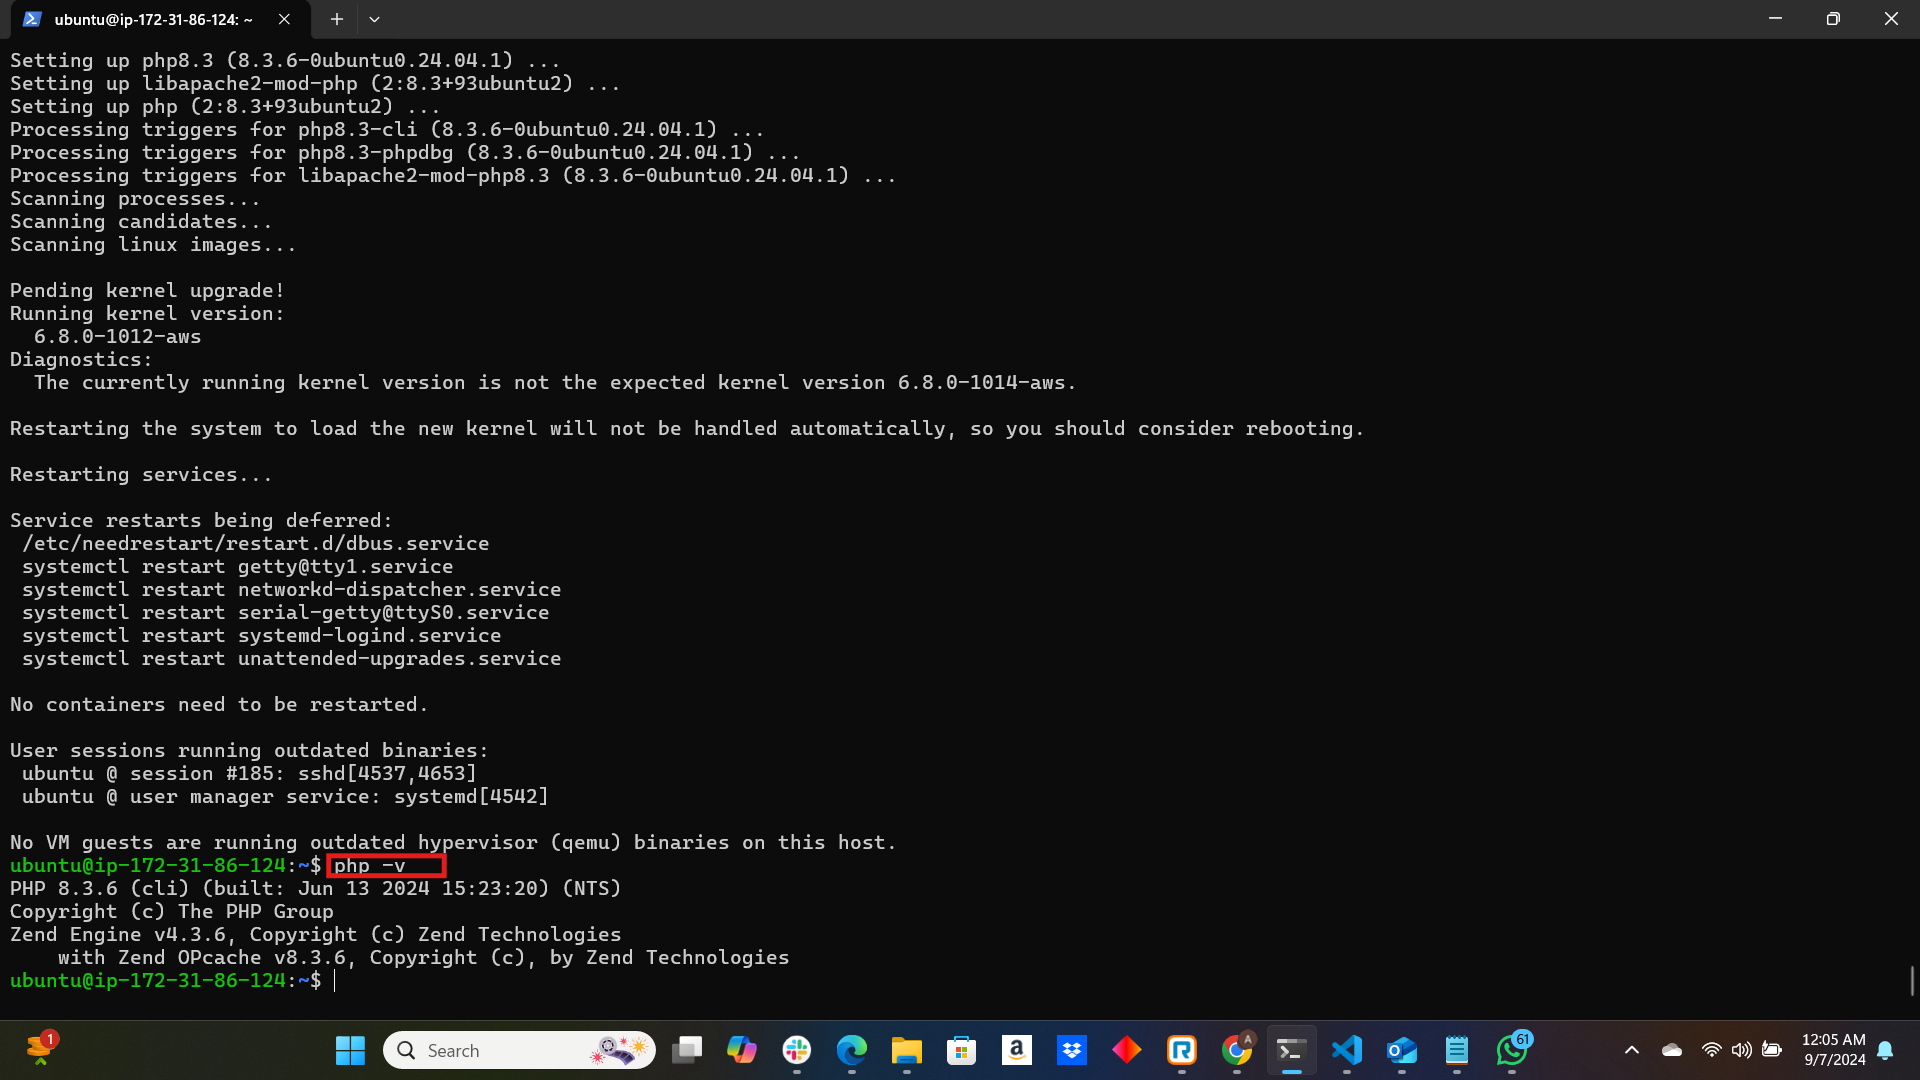 ubuntu@ip-172-31-86-124: ~
Setting up php8.3 (8.3.6-0ubuntu0.24.04.1) ...
Setting up libapache2-mod-php (2:8.3+93ubuntu2) ...
Setting up php (2:8.3+93ubuntu2) ...
Processing triggers for php8.3-cli (8.3.6-0ubuntu0.24.04.1) ...
Processing triggers for php8.3-phpdbg (8.3.6-0ubuntu0.24.04.1) ...
Processing triggers for libapache2-mod-php8.3 (8.3.6-0ubuntu0.24.04.1) ...
Scanning processes...
Scanning candidates...
Scanning linux images...
Pending kernel upgrade!
Running kernel version:
6.8.0-1012-aws
Diagnostics:
The currently running kernel version is not the expected kernel version 6.8.0-1014-aws.
Restarting the system to load the new kernel will not be handled automatically, so you should consider rebooting.
Restarting services...
Service restarts being deferred:
/etc/needrestart/restart.d/dbus.service
systemctl restart getty@tty1.service
systemctl restart networkd-dispatcher.service
systemctl restart serial-getty@ttyS0.service
systemctl restart systemd-logind.service
systemctl restart unattended-upgrades.service
No containers need to be restarted.
User sessions running outdated binaries:
ubuntu @ session #185: sshd[4537,4653]
ubuntu @ user manager service: systemd[4542]
No VM guests are running outdated hypervisor (qemu) binaries on this host.
ubuntu@ip-172-31-86-124:~$ php -v
PHP 8.3.6 (cli) (built: Jun 13 2024 15:23:20) (NTS)
Copyright (c) The PHP Group
Zend Engine v4.3.6, Copyright (c) Zend Technologies
with Zend OPcache v8.3.6, Copyright (c), by Zend Technologies
ubuntu@ip-172-31-86-124:~$
1
Search
a
R
A
O
61
12:05 AM
9/7/2024